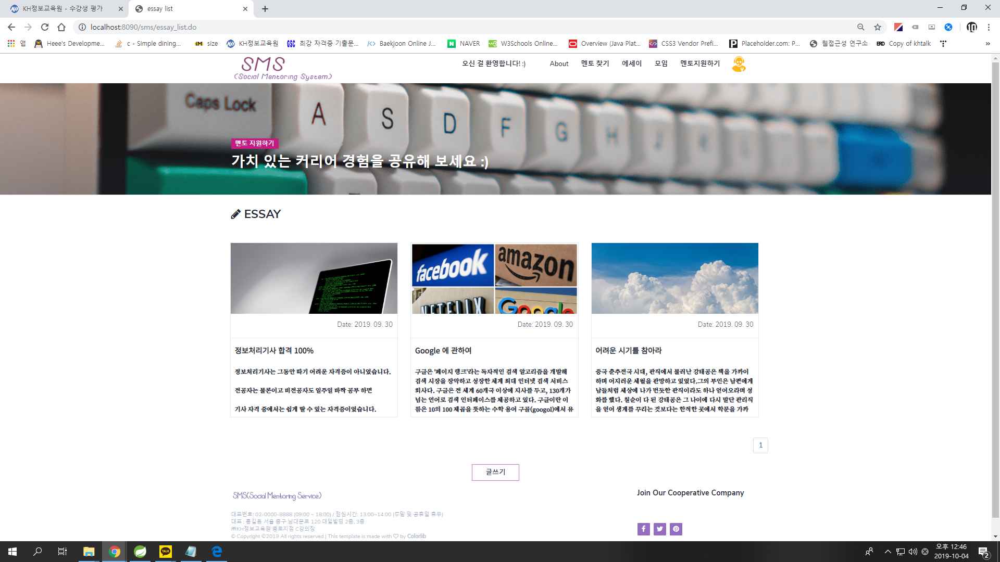 KH정보교육원 - 수강생 평가
essay list
localhost:8090/sms/essay_list.do
앱
Heee's Developme...
c - Simple dining...
size
KH정보교육원
최강 자격증 기출문...
Baekjoon Online J...
NAVER
W3Schools Online...
Overview (Java Plat...
CSS3 Vendor Prefi...
Placeholder.com: P...
웹접근성 연구소
ERD
Copy of khtalk
»
SMS
(Social Mentoring System)
오신 걸 환영합니다! :)
About
멘토 찾기
에세이
모임
멘토지원하기
Caps Lock
A
S
D
F
G
H
J
K
L
멘토 지원하기
가치 있는 커리어 경험을 공유해 보세요 :)
ESSAY
facebook
amazon
NETFLIX
Google
Date: 2019. 09. 30
Date: 2019. 09. 30
Date: 2019. 09. 30
정보처리기사 합격 100%
정보처리기사는 그동안 따기 어려운 자격증이 아니었습니다.
전공자는 물론이고 비전공자도 일주일 바짝 공부 하면
기사 자격 중에서는 쉽게 딸 수 있는 자격증이었습니다.
Google 에 관하여
구글은 '페이지 랭크'라는 독자적인 검색 알고리즘을 개발해
검색 시장을 장악하고 성장한 세계 최대 인터넷 검색 서비스
회사다. 구글은 전 세계 60개국 이상에 지사를 두고, 130개가
넘는 언어로 검색 인터페이스를 제공하고 있다. 구글이란 이
름은 10의 100 제곱을 뜻하는 수학 용어 구골(googol)에서 유
어려운 시기를 참아라
중국 춘추전국 시대, 관직에서 물러난 강태공은 책을 가까이
하며 어지러운 세월을 관망하고 있었다.그의 부인은 남편에게
남들처럼 세상에 나가 번듯한 관직이라도 하나 얻어오라며 성
화를 했다. 칠순이 다 된 강태공은 그 나이에 다시 말단 관리직
을 얻어 생계를 꾸리는 것보다는 한적한 곳에서 학문을 가까
1
글쓰기
SMS(Social Mentoring Service)
Join Our Cooperative Company
대표번호: 02-0000-8888 (09:00 ~ 18:00) / 점심시간: 13:00~14:00 (주말 및 공휴일 휴무)
대표 : 홍길동 서울 중구 남대문로 120 대일빌딩 2층, 3층
㈜KH정보교육원 종로지점 C강의장
© Copyright ©2019 All rights reserved | This template is made with ♡ by Colorlib
TALK
오후 12:46
2019-10-04
2